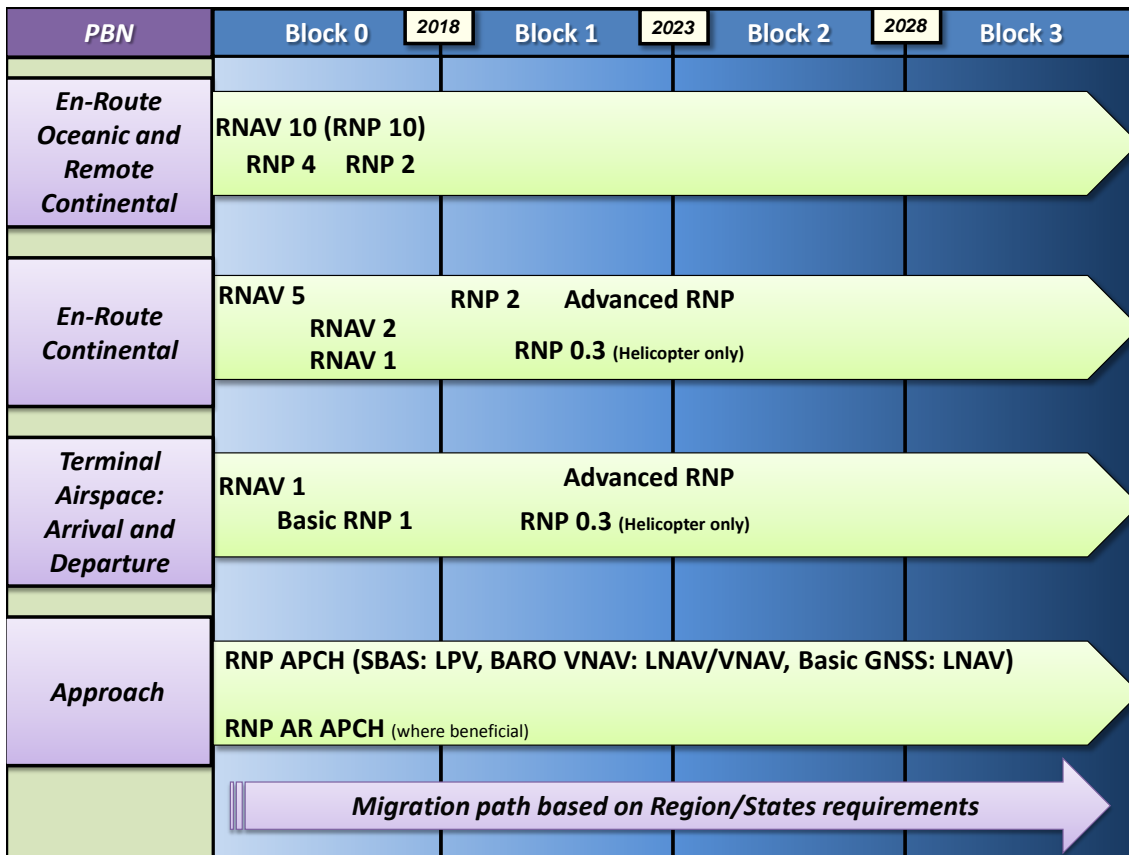 PBN
Block 0
2018
Block 1
2023
Block 2
2028
Block 3
En-Route
Oceanic and
Remote
Continental
RNAV 10 (RNP 10)
RNP 4 RNP 2
En-Route
Continental
RNAV 5
RNP 2
Advanced RNP
RNAV 2
RNAV 1
RNP 0.3 (Helicopter only)
Terminal
Airspace:
Arrival and
Departure
RNAV 1
Advanced RNP
Basic RNP 1
RNP 0.3 (Helicopter only)
Approach
RNP APCH (SBAS: LPV, BARO VNAV: LNAV/VNAV, Basic GNSS: LNAV)
RNP AR APCH (where beneficial)
Migration path based on Region/States requirements